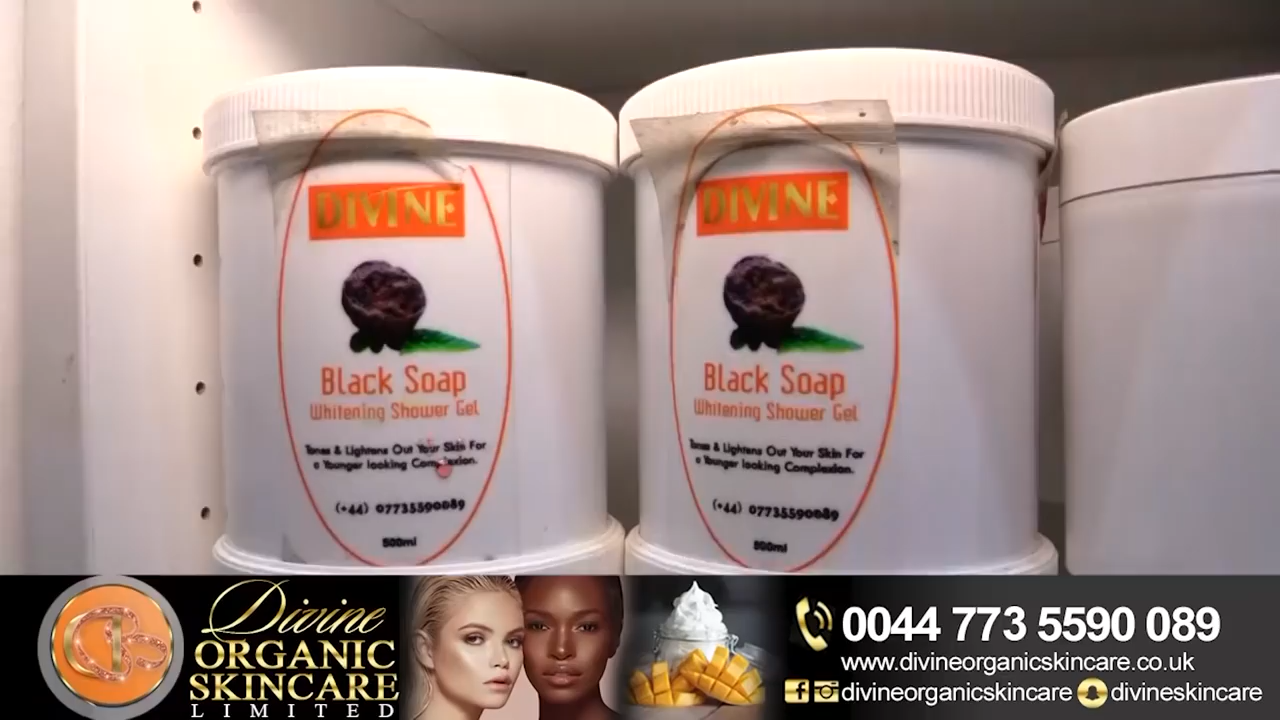 DIVINE
Black Soap
Whitening Shower Gel
Tones & Lightens Out Your Skin For
a Younger looking Complexion.
(+44) 07735590089
500ml
DIVINE
Black Soap
Whitening Shower Gel
Tones & Lightens Out Your Skin For
a Younger looking Complexion.
(+44) 07735590089
500ml
Divine
ORGANIC
SKINCARE
LIMITED
0044 773 5590 089
www.divineorganicskincare.co.uk
divineorganicskincare divineskincare